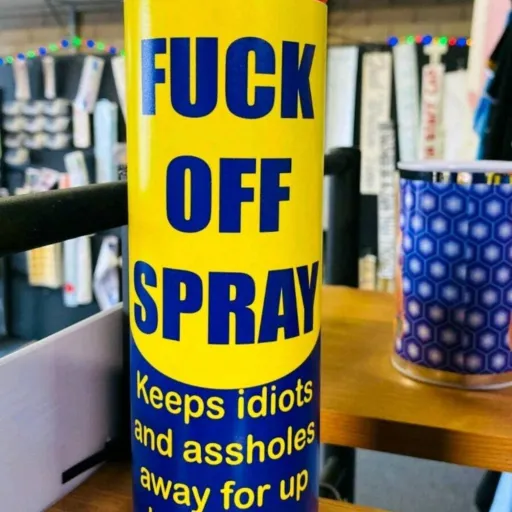 FUCK
OFF
SPRAY
Keeps idiots
and assholes
away for up